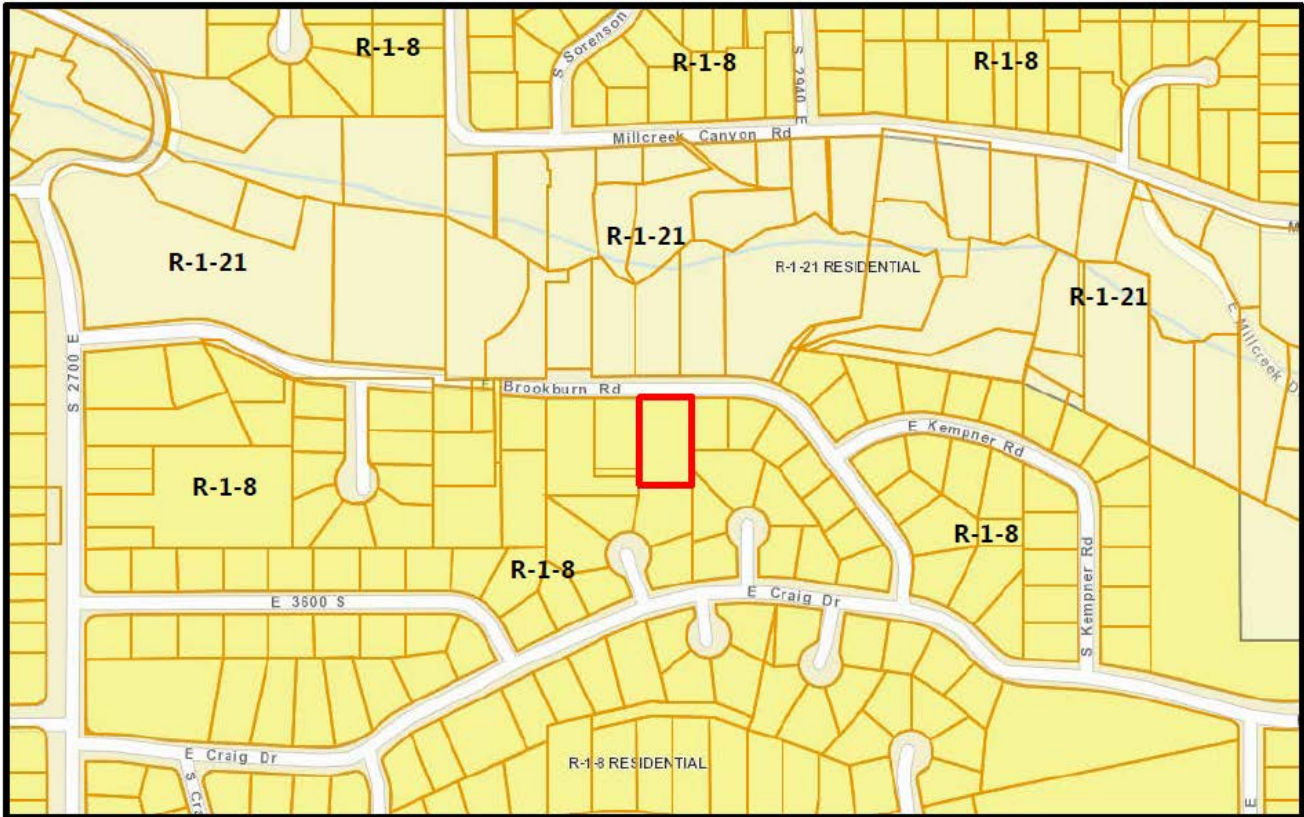 R-1-8
S Sorenson
R-1-8
S 2940 E
R-1-8
Millcreek Canyon Rd
M
R-1-21
R-1-21
R-1-21 RESIDENTIAL
R-1-21
E Millcreek D
S 2700 E
E Brookburn Rd
E Kempner Rd
R-1-8
R-1-8
R-1-8
S Kempner Rd
E 3600 S
E Craig Dr
E Craig Dr
S Cra
R-1-8 RESIDENTIAL
E